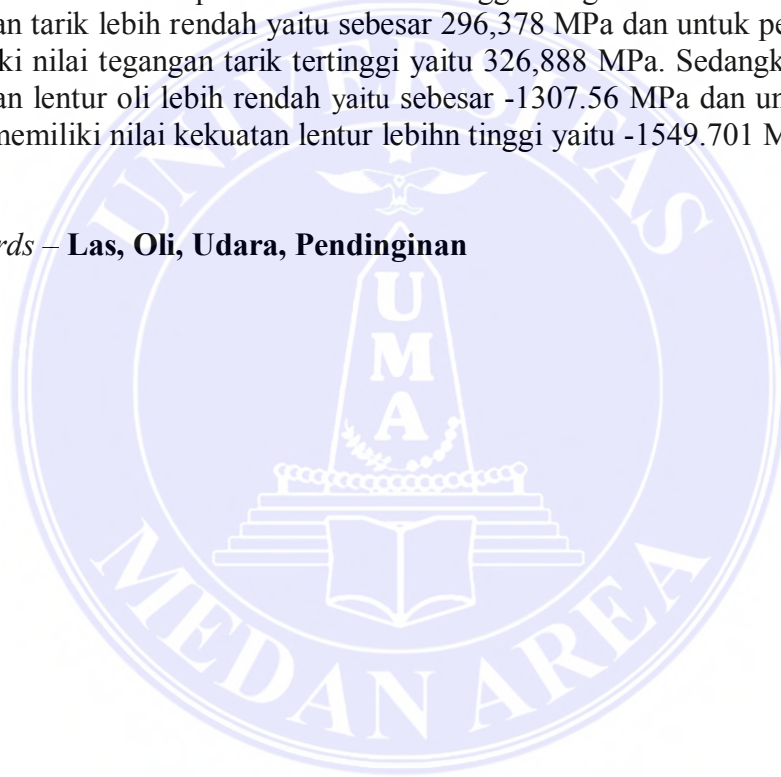 an tarik lebih rendah yaitu sebesar 296,378 MPa dan untuk pe
ki nilai tegangan tarik tertinggi yaitu 326,888 MPa. Sedangk
an lentur oli lebih rendah yaitu sebesar -1307.56 MPa dan un
memiliki nilai kekuatan lentur lebihn tinggi yaitu -1549.701 M
rds – Las, Oli, Udara, Pendinginan
UNIVERSITAS
UMA
MEDAN AREA